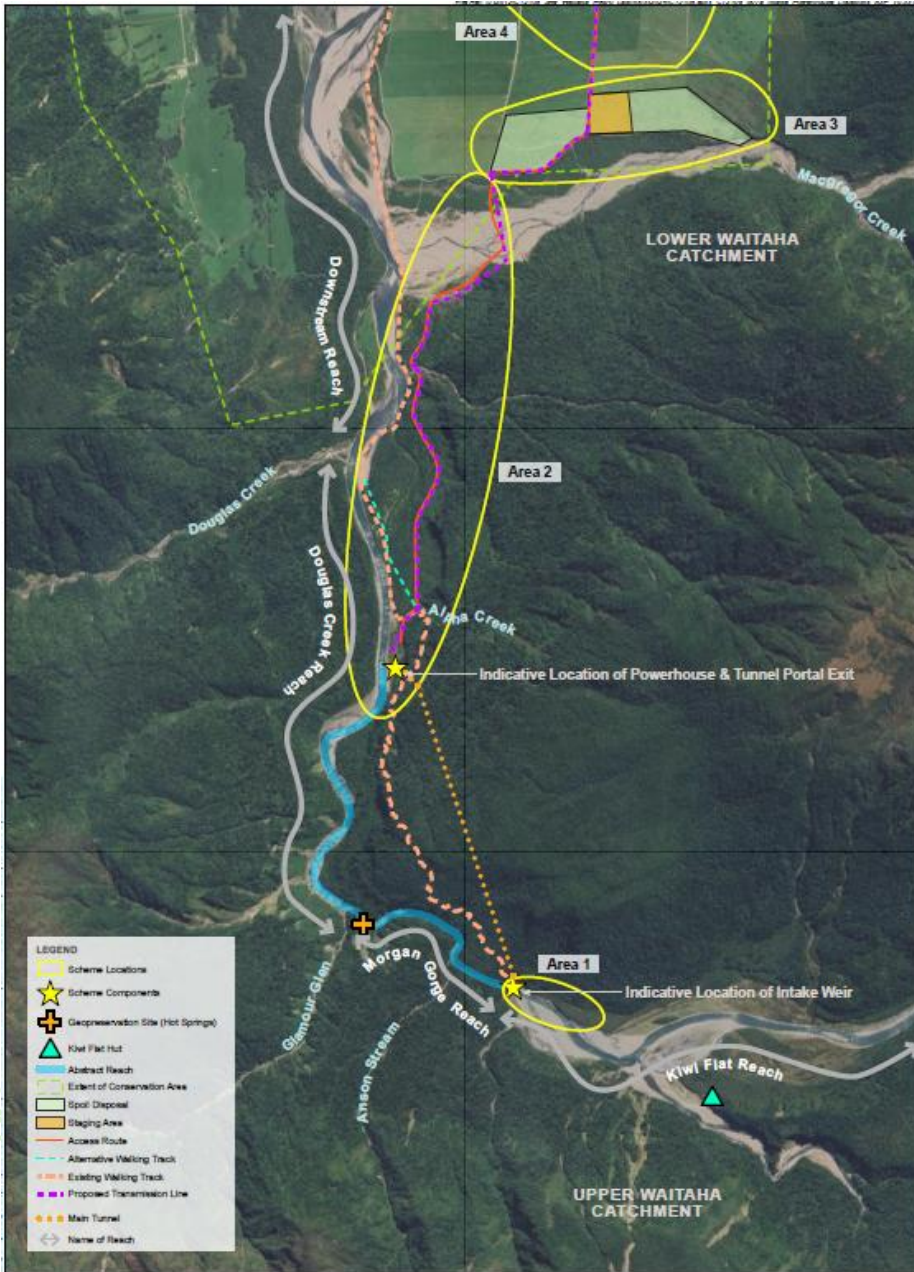 Area 4
Area 3
MacGregor Creek
LOWER WAITAHA
CATCHMENT
Downstream Reach
Area 2
Douglas Creek
Douglas Creek Reach
Alpha Creek
Indicative Location of Powerhouse & Tunnel Portal Exit
Area 1
Morgan Gorge Reach
Indicative Location of Intake Weir
Glamour Glen
Anson Stream
Kiwi Flat Reach
UPPER WAITAHA
CATCHMENT
LEGEND
Scheme Locations
Scheme Components
Geopreservation Site (Hot Springs)
Kiwi Flat Hut
Abstract Reach
Extent of Conservation Area
Spoil Disposal
Staging Area
Access Route
Alternative Walking Track
Existing Walking Track
Proposed Transmission Line
Main Tunnel
Name of Reach